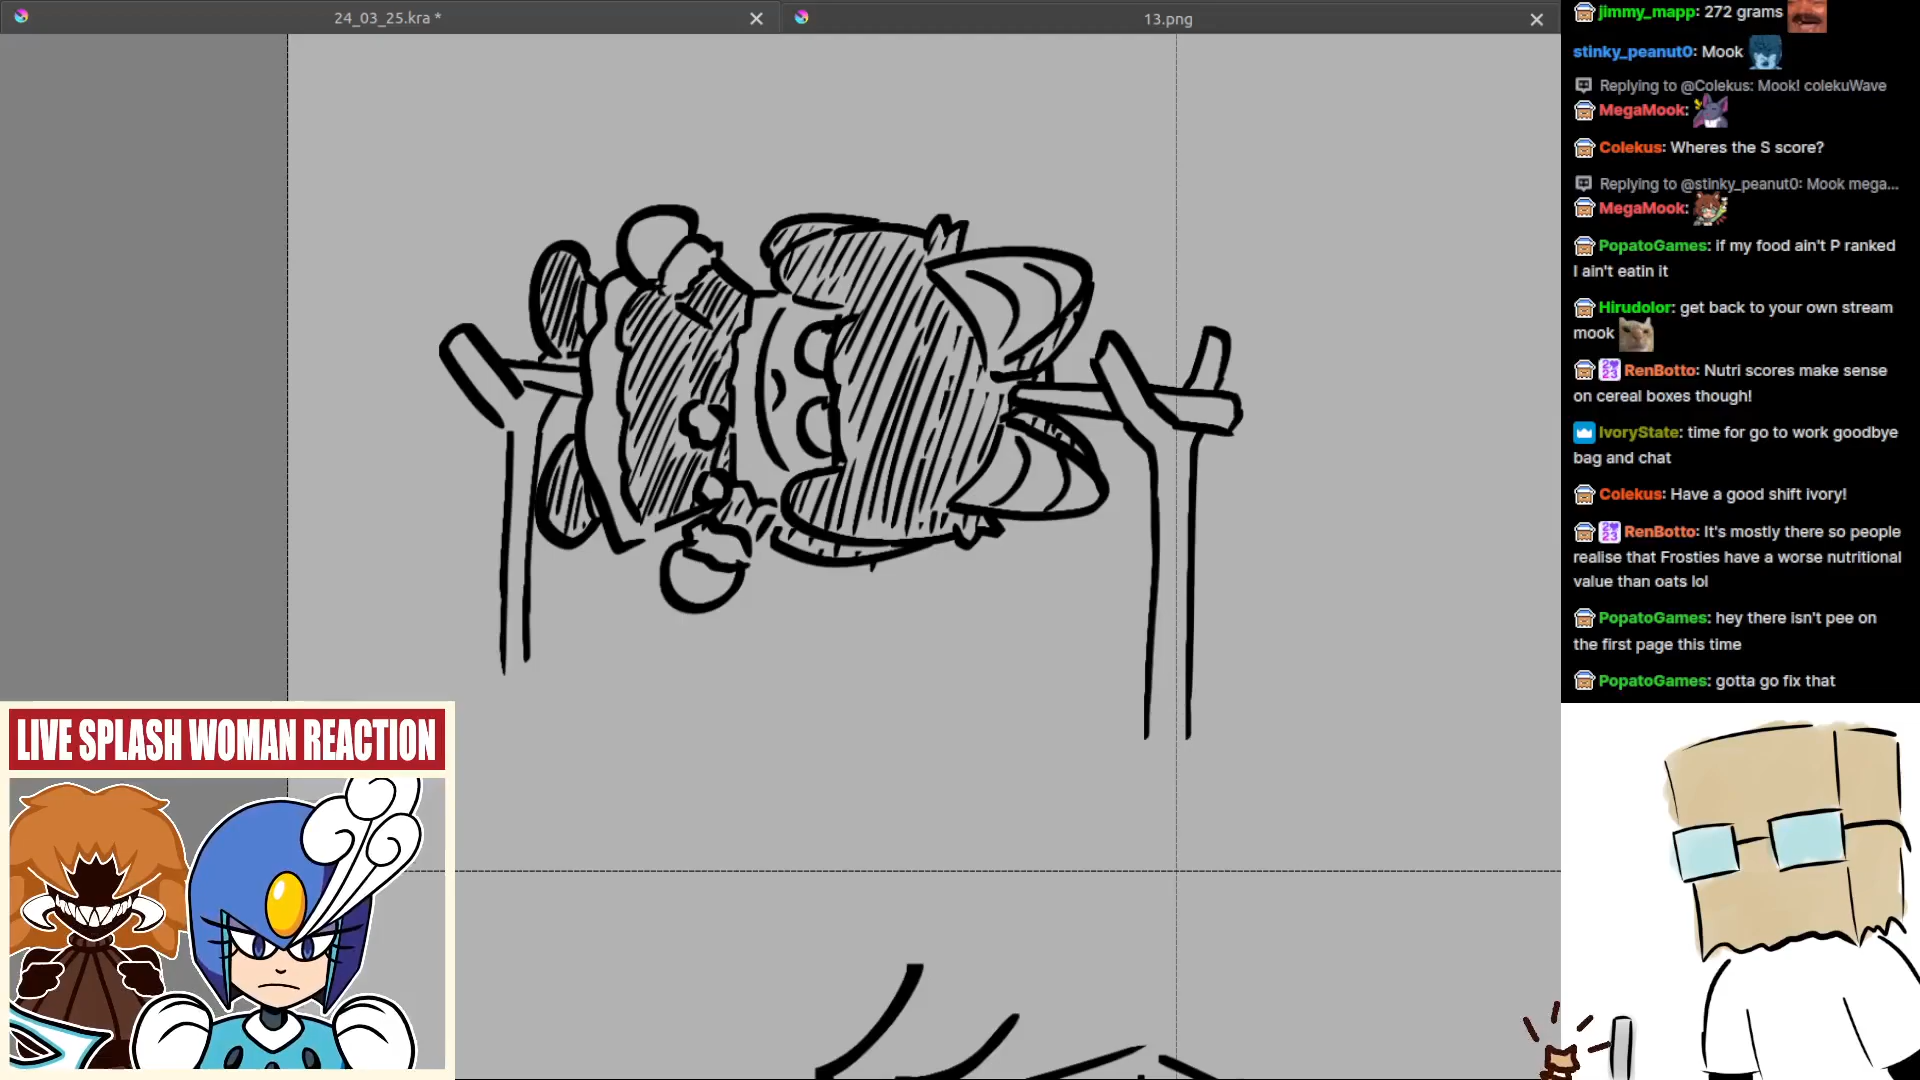 24_03_25.kra *
13.png
jimmy_mapp: 272 grams
stinky_peanut0: Mook
Replying to @Colekus: Mook! colekuWave
MegaMook:
Colekus: Wheres the S score?
Replying to @stinky_peanut0: Mook mega...
MegaMook:
PopatoGames: if my food ain't P ranked
I ain't eatin it
Hirudolor: get back to your own stream
mook
RenBotto: Nutri scores make sense
on cereal boxes though!
IvoryState: time for go to work goodbye
bag and chat
Colekus: Have a good shift ivory!
RenBotto: It's mostly there so people
realise that Frosties have a worse nutritional
value than oats lol
PopatoGames: hey there isn't pee on
the first page this time
PopatoGames: gotta go fix that
LIVE SPLASH WOMAN REACTION